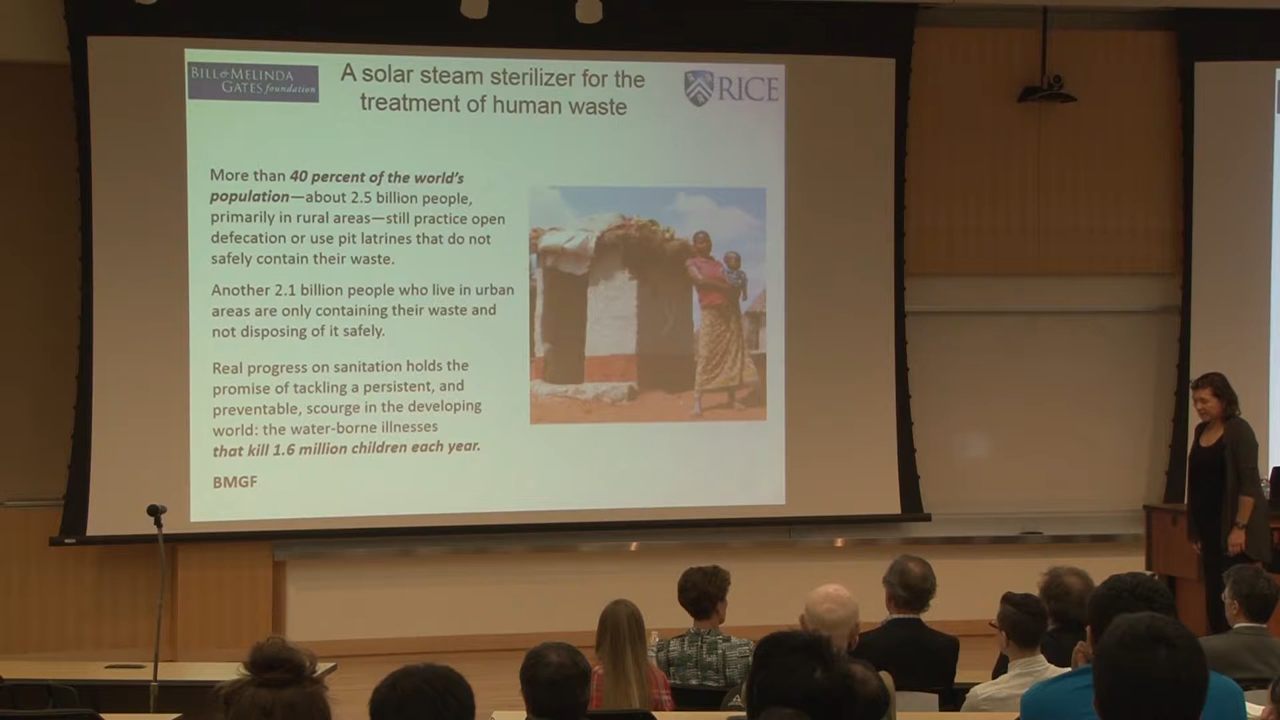 BILL & MELINDA
GATES foundation
A solar steam sterilizer for the
treatment of human waste
RICE
More than 40 percent of the world's
population—about 2.5 billion people,
primarily in rural areas—still practice open
defecation or use pit latrines that do not
safely contain their waste.
Another 2.1 billion people who live in urban
areas are only containing their waste and
not disposing of it safely.
Real progress on sanitation holds the
promise of tackling a persistent, and
preventable, scourge in the developing
world: the water-borne illnesses
that kill 1.6 million children each year.
BMGF